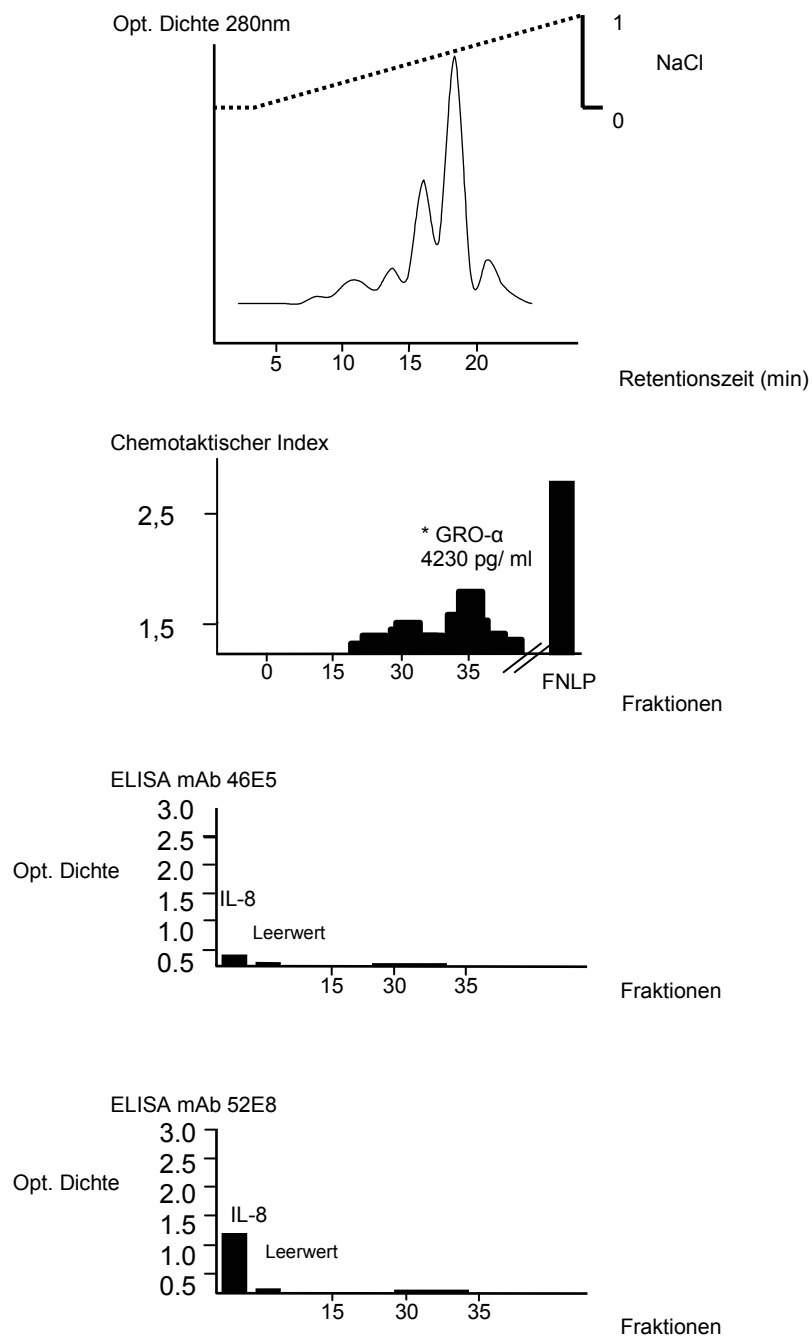 Opt. Dichte 280nm
1
NaCl
0
5 10 15 20
Retentionszeit (min)
Chemotaktischer Index
2,5
* GRO-α
4230 pg/ ml
1,5
0 15 30 35
FNLP
Fraktionen
ELISA mAb 46E5
3.0
2.5
Opt. Dichte
2.0
1.5
IL-8
1.0
Leerwert
0.5
15 30 35
Fraktionen
ELISA mAb 52E8
3.0
2.5
Opt. Dichte
2.0
1.5
IL-8
1.0
Leerwert
0.5
15 30 35
Fraktionen